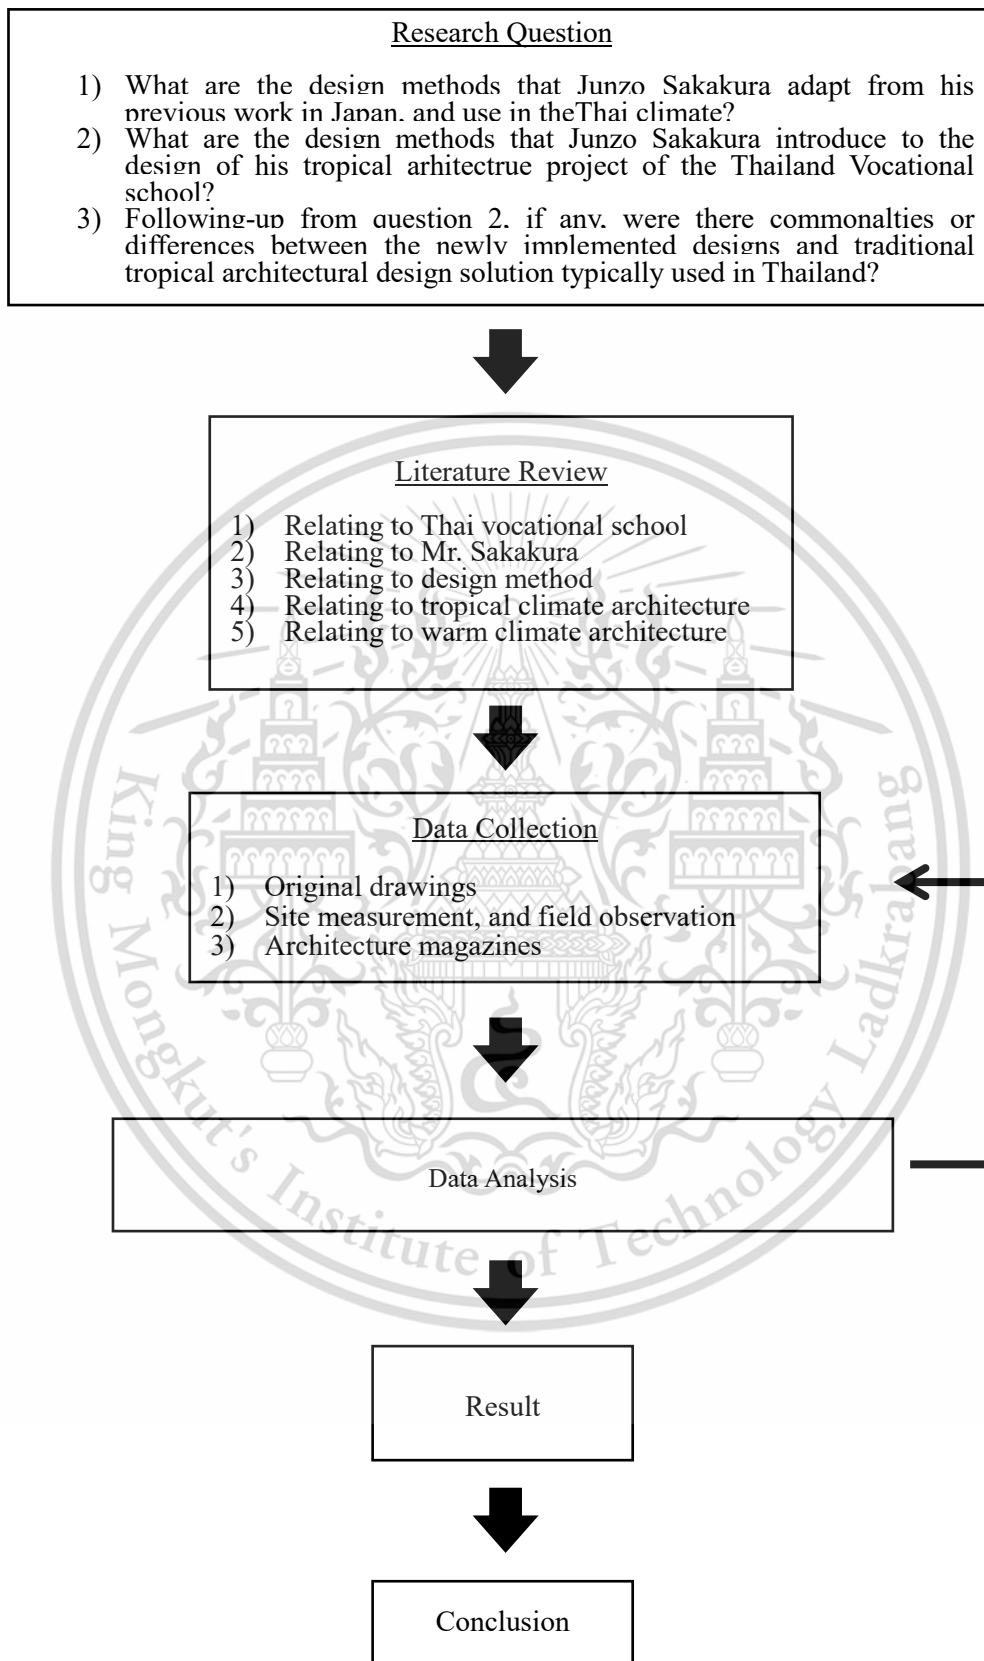 Research Question
1) What are the design methods that Junzo Sakakura adapt from his
previous work in Japan, and use in theThai climate?
2) What are the design methods that Junzo Sakakura introduce to the
design of his tropical arhitectrue project of the Thailand Vocational
school?
3) Following-up from question 2, if any, were there commonalties or
differences between the newly implemented designs and traditional
tropical architectural design solution typically used in Thailand?
Literature Review
1) Relating to Thai vocational school
2) Relating to Mr. Sakakura
3) Relating to design method
4) Relating to tropical climate architecture
5) Relating to warm climate architecture
Data Collection
1) Original drawings
2) Site measurement, and field observation
3) Architecture magazines
Data Analysis
Result
Conclusion
King Mongkut's Institute of Technology Ladkrabang